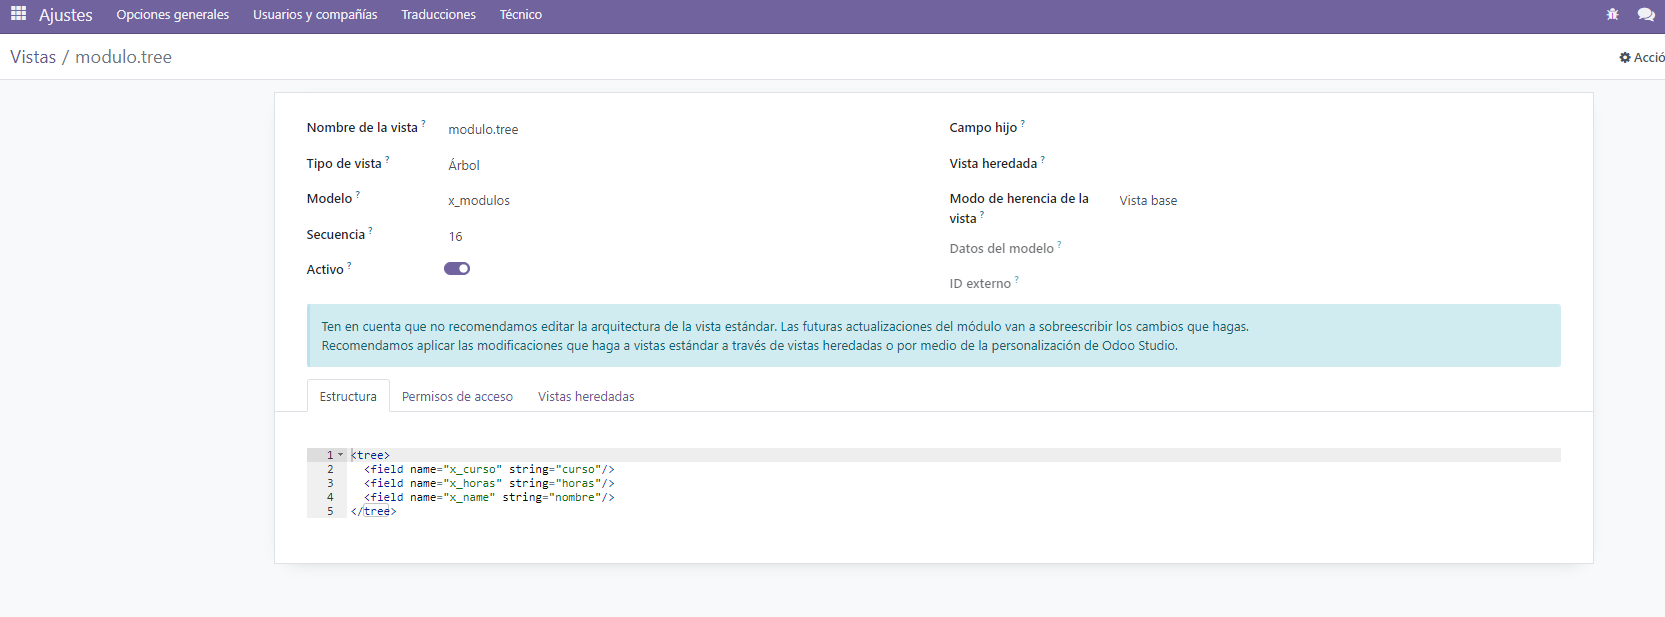 Ajustes Opciones generales Usuarios y compañías Traducciones Técnico
Vistas / modulo.tree
Acció
Nombre de la vista ? modulo.tree
Tipo de vista ? Árbol
Modelo ? x_modulos
Secuencia ? 16
Activo ?
Campo hijo ?
Vista heredada ?
Modo de herencia de la
vista ? Vista base
Datos del modelo ?
ID externo ?
Ten en cuenta que no recomendamos editar la arquitectura de la vista estándar. Las futuras actualizaciones del módulo van a sobreescribir los cambios que hagas.
Recomendamos aplicar las modificaciones que haga a vistas estándar a través de vistas heredadas o por medio de la personalización de Odoo Studio.
Estructura Permisos de acceso Vistas heredadas
1 <tree>
2 <field name="x_curso" string="curso"/>
3 <field name="x_horas" string="horas"/>
4 <field name="x_name" string="nombre"/>
5 </tree>